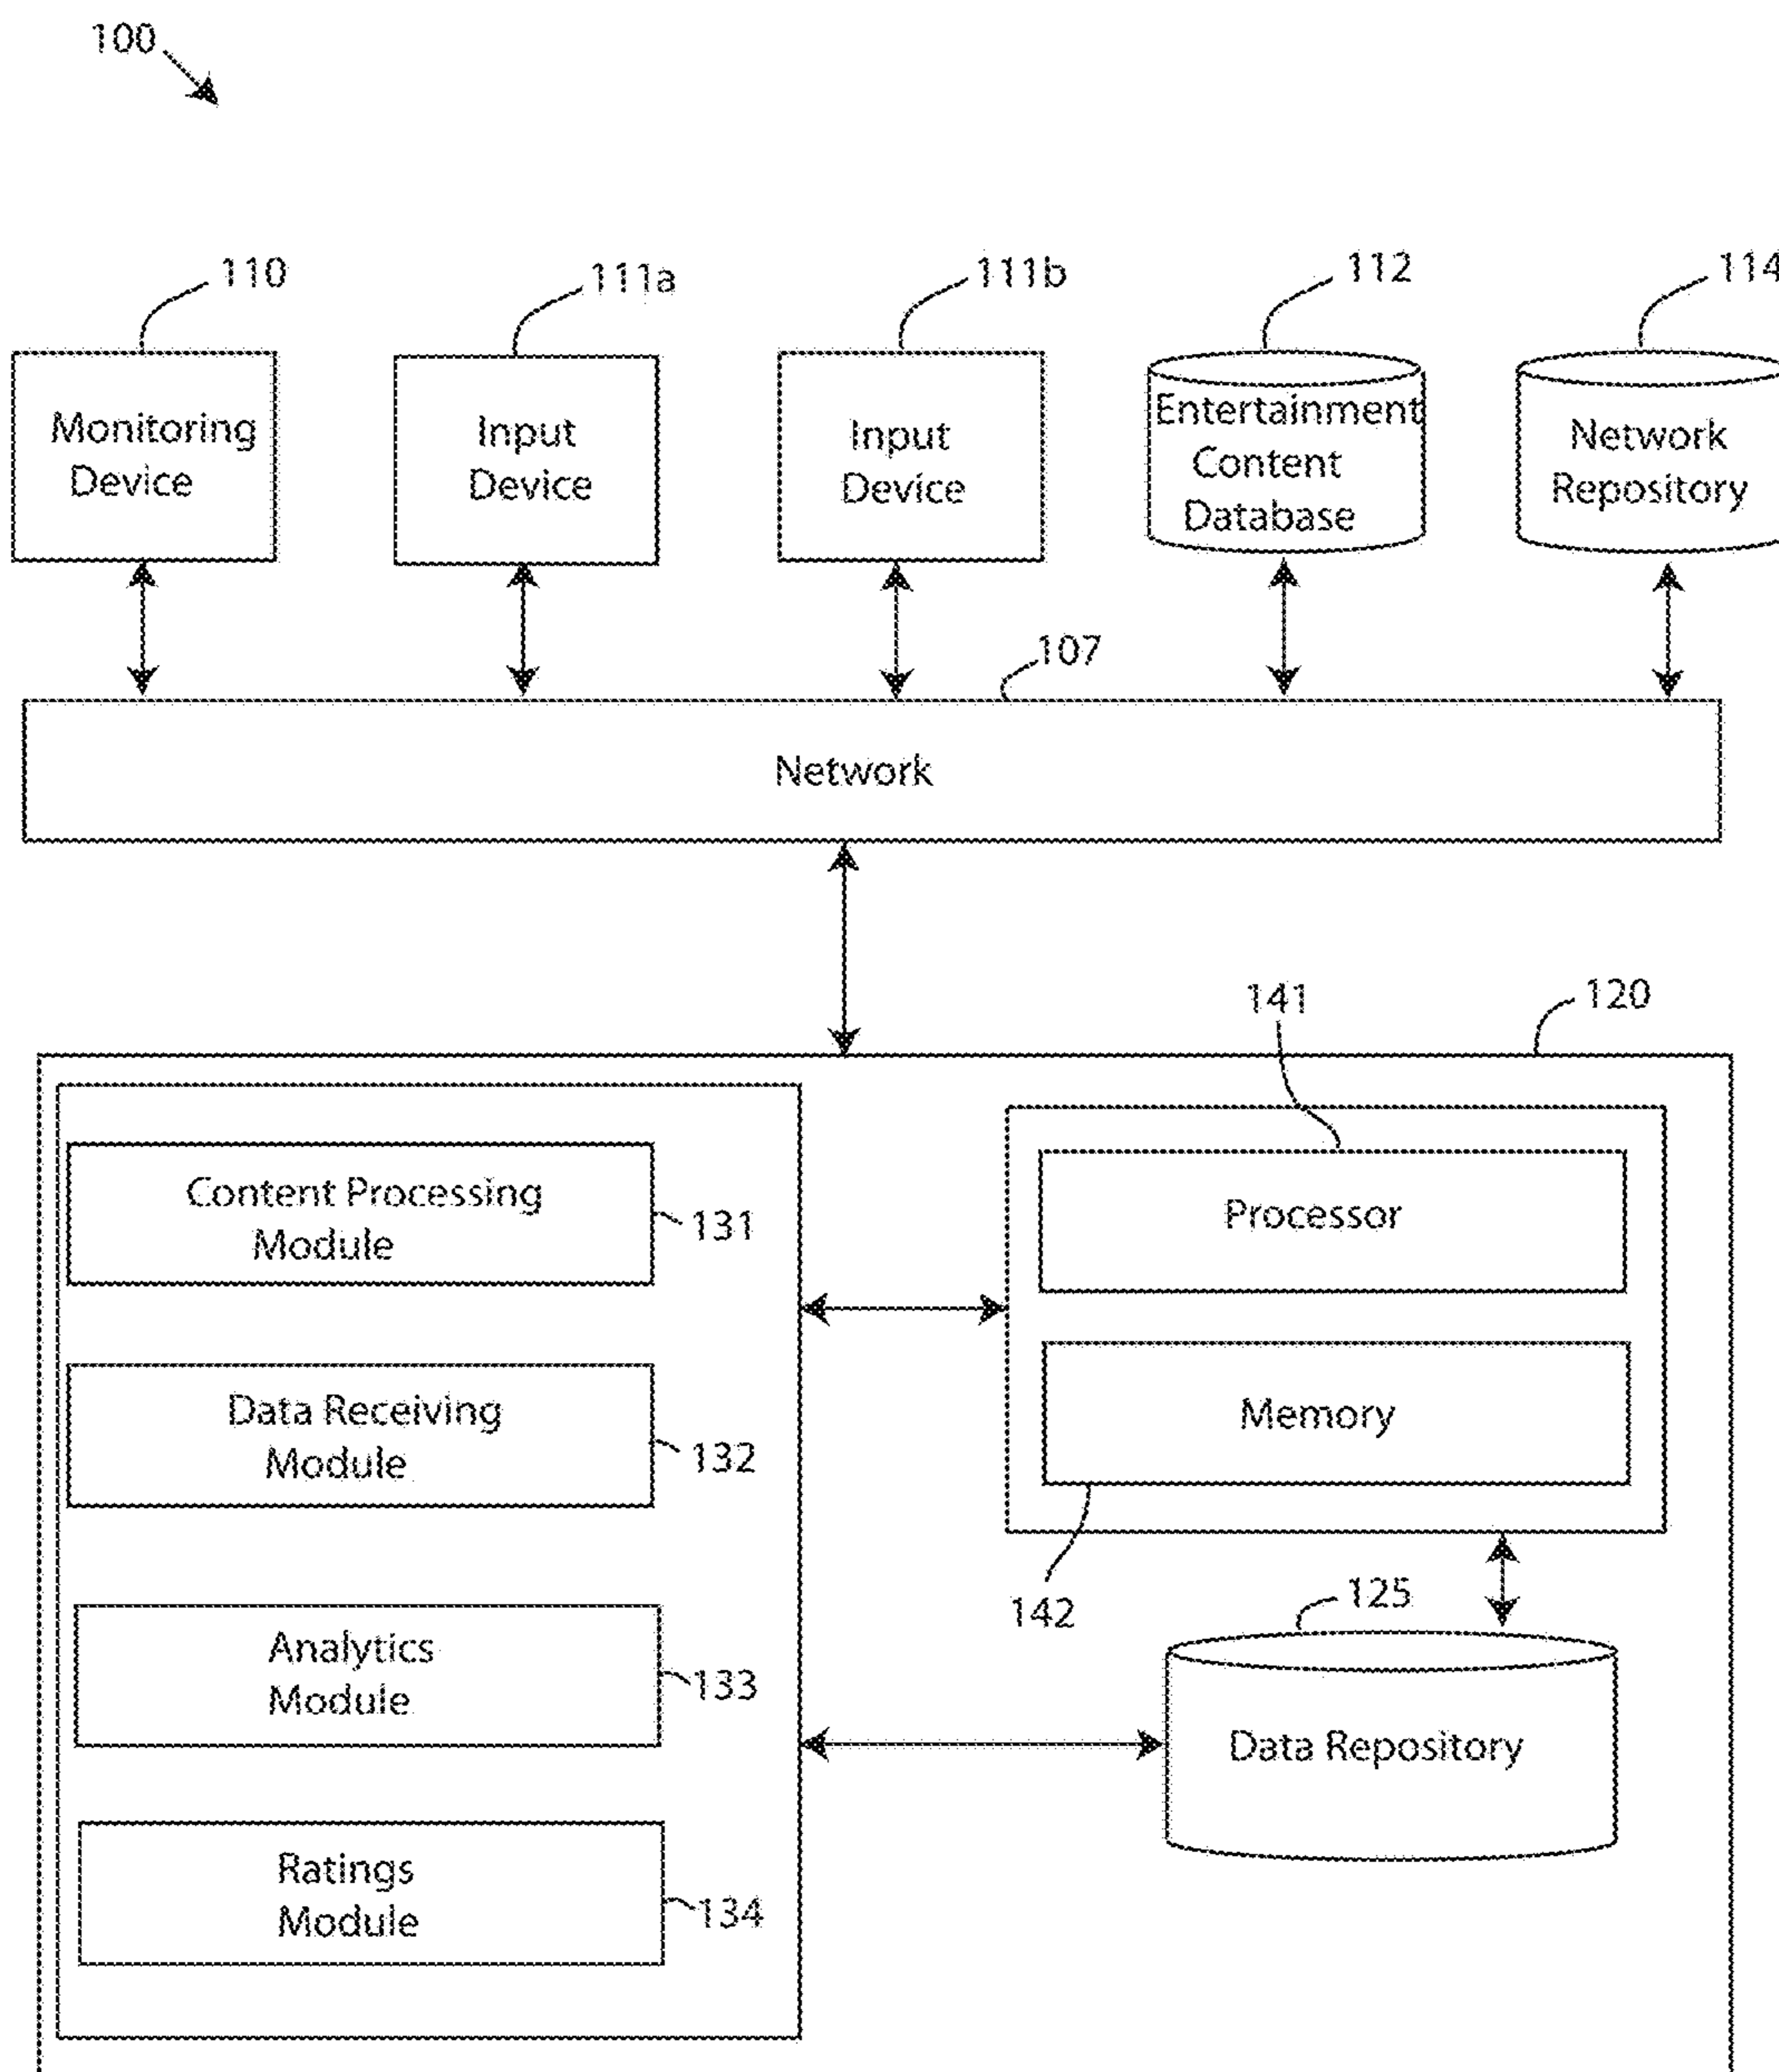 100
110
111a
111b
112
114
Monitoring
Device
Input
Device
Input
Device
Entertainment
Content
Database
Network
Repository
107
Network
141
120
Content Processing
Module
131
Processor
Data Receiving
Module
132
Memory
142
125
Analytics
Module
133
Data Repository
Ratings
Module
134